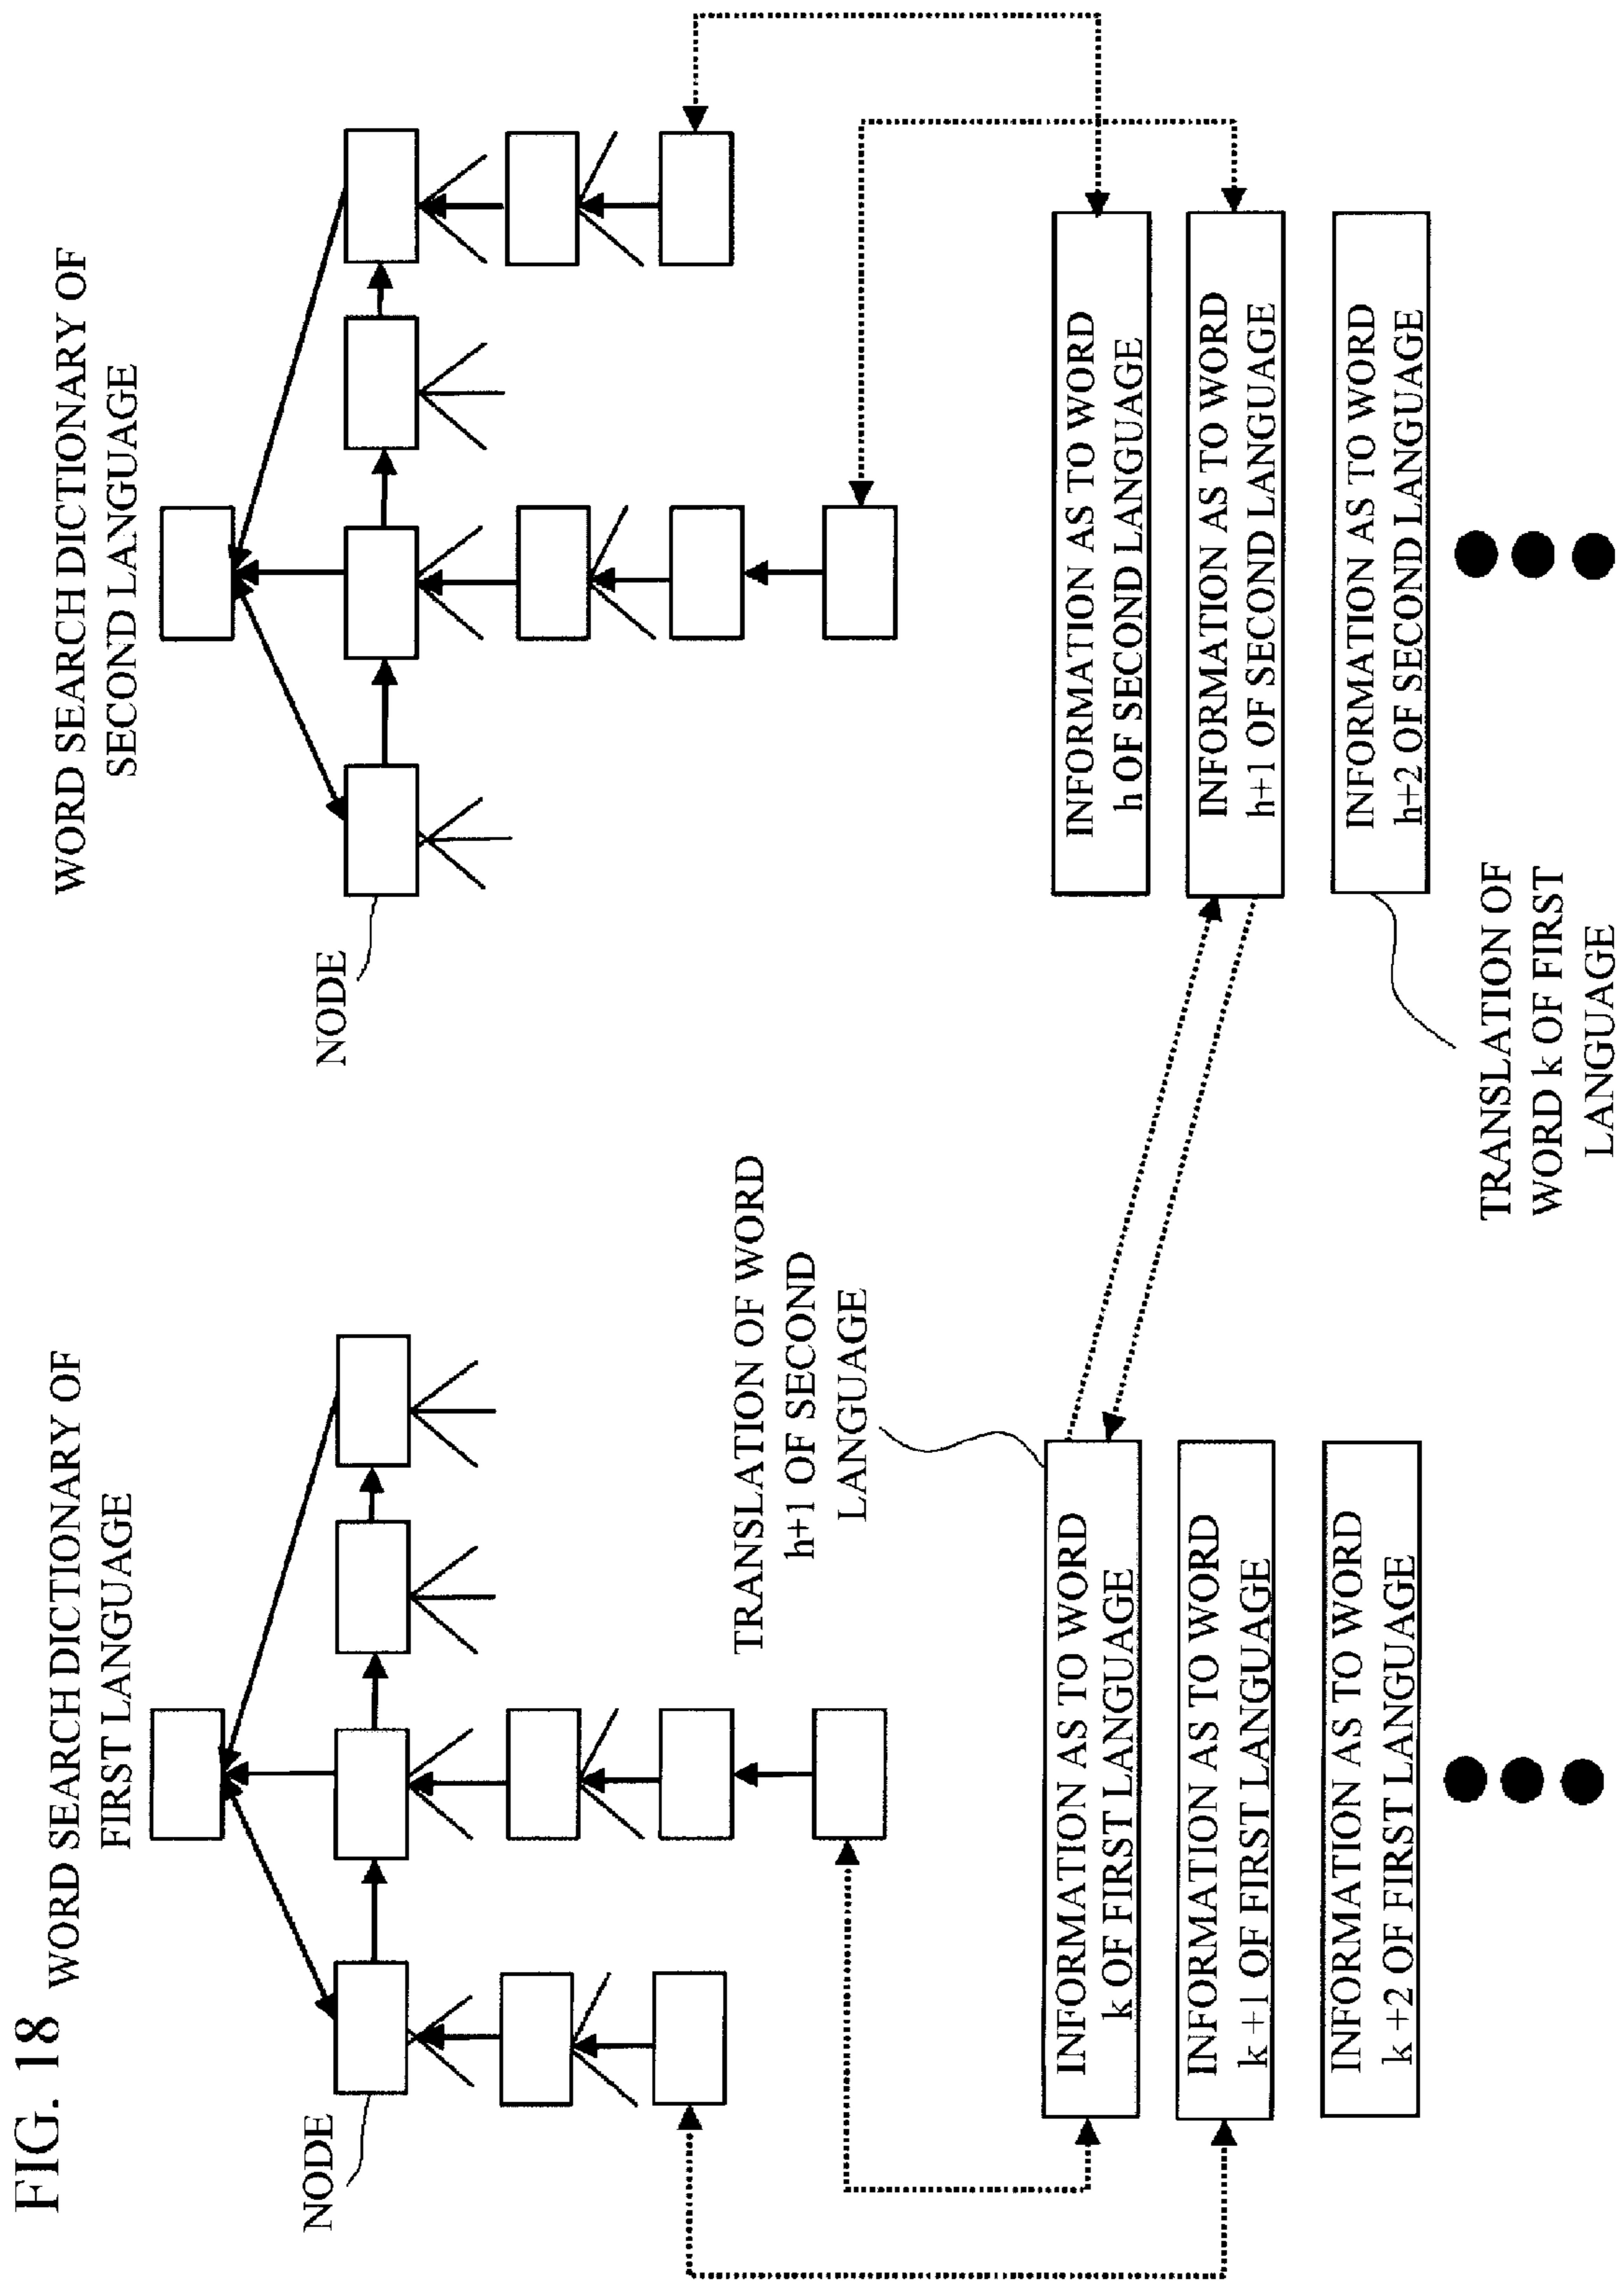 FIG. 18
WORD SEARCH DICTIONARY OF
FIRST LANGUAGE
NODE
TRANSLATION OF WORD
h+1 OF SECOND
LANGUAGE
INFORMATION AS TO WORD
k OF FIRST LANGUAGE
INFORMATION AS TO WORD
k +1 OF FIRST LANGUAGE
INFORMATION AS TO WORD
k +2 OF FIRST LANGUAGE
WORD SEARCH DICTIONARY OF
SECOND LANGUAGE
NODE
INFORMATION AS TO WORD
h OF SECOND LANGUAGE
INFORMATION AS TO WORD
h+1 OF SECOND LANGUAGE
INFORMATION AS TO WORD
h+2 OF SECOND LANGUAGE
TRANSLATION OF
WORD k OF FIRST
LANGUAGE